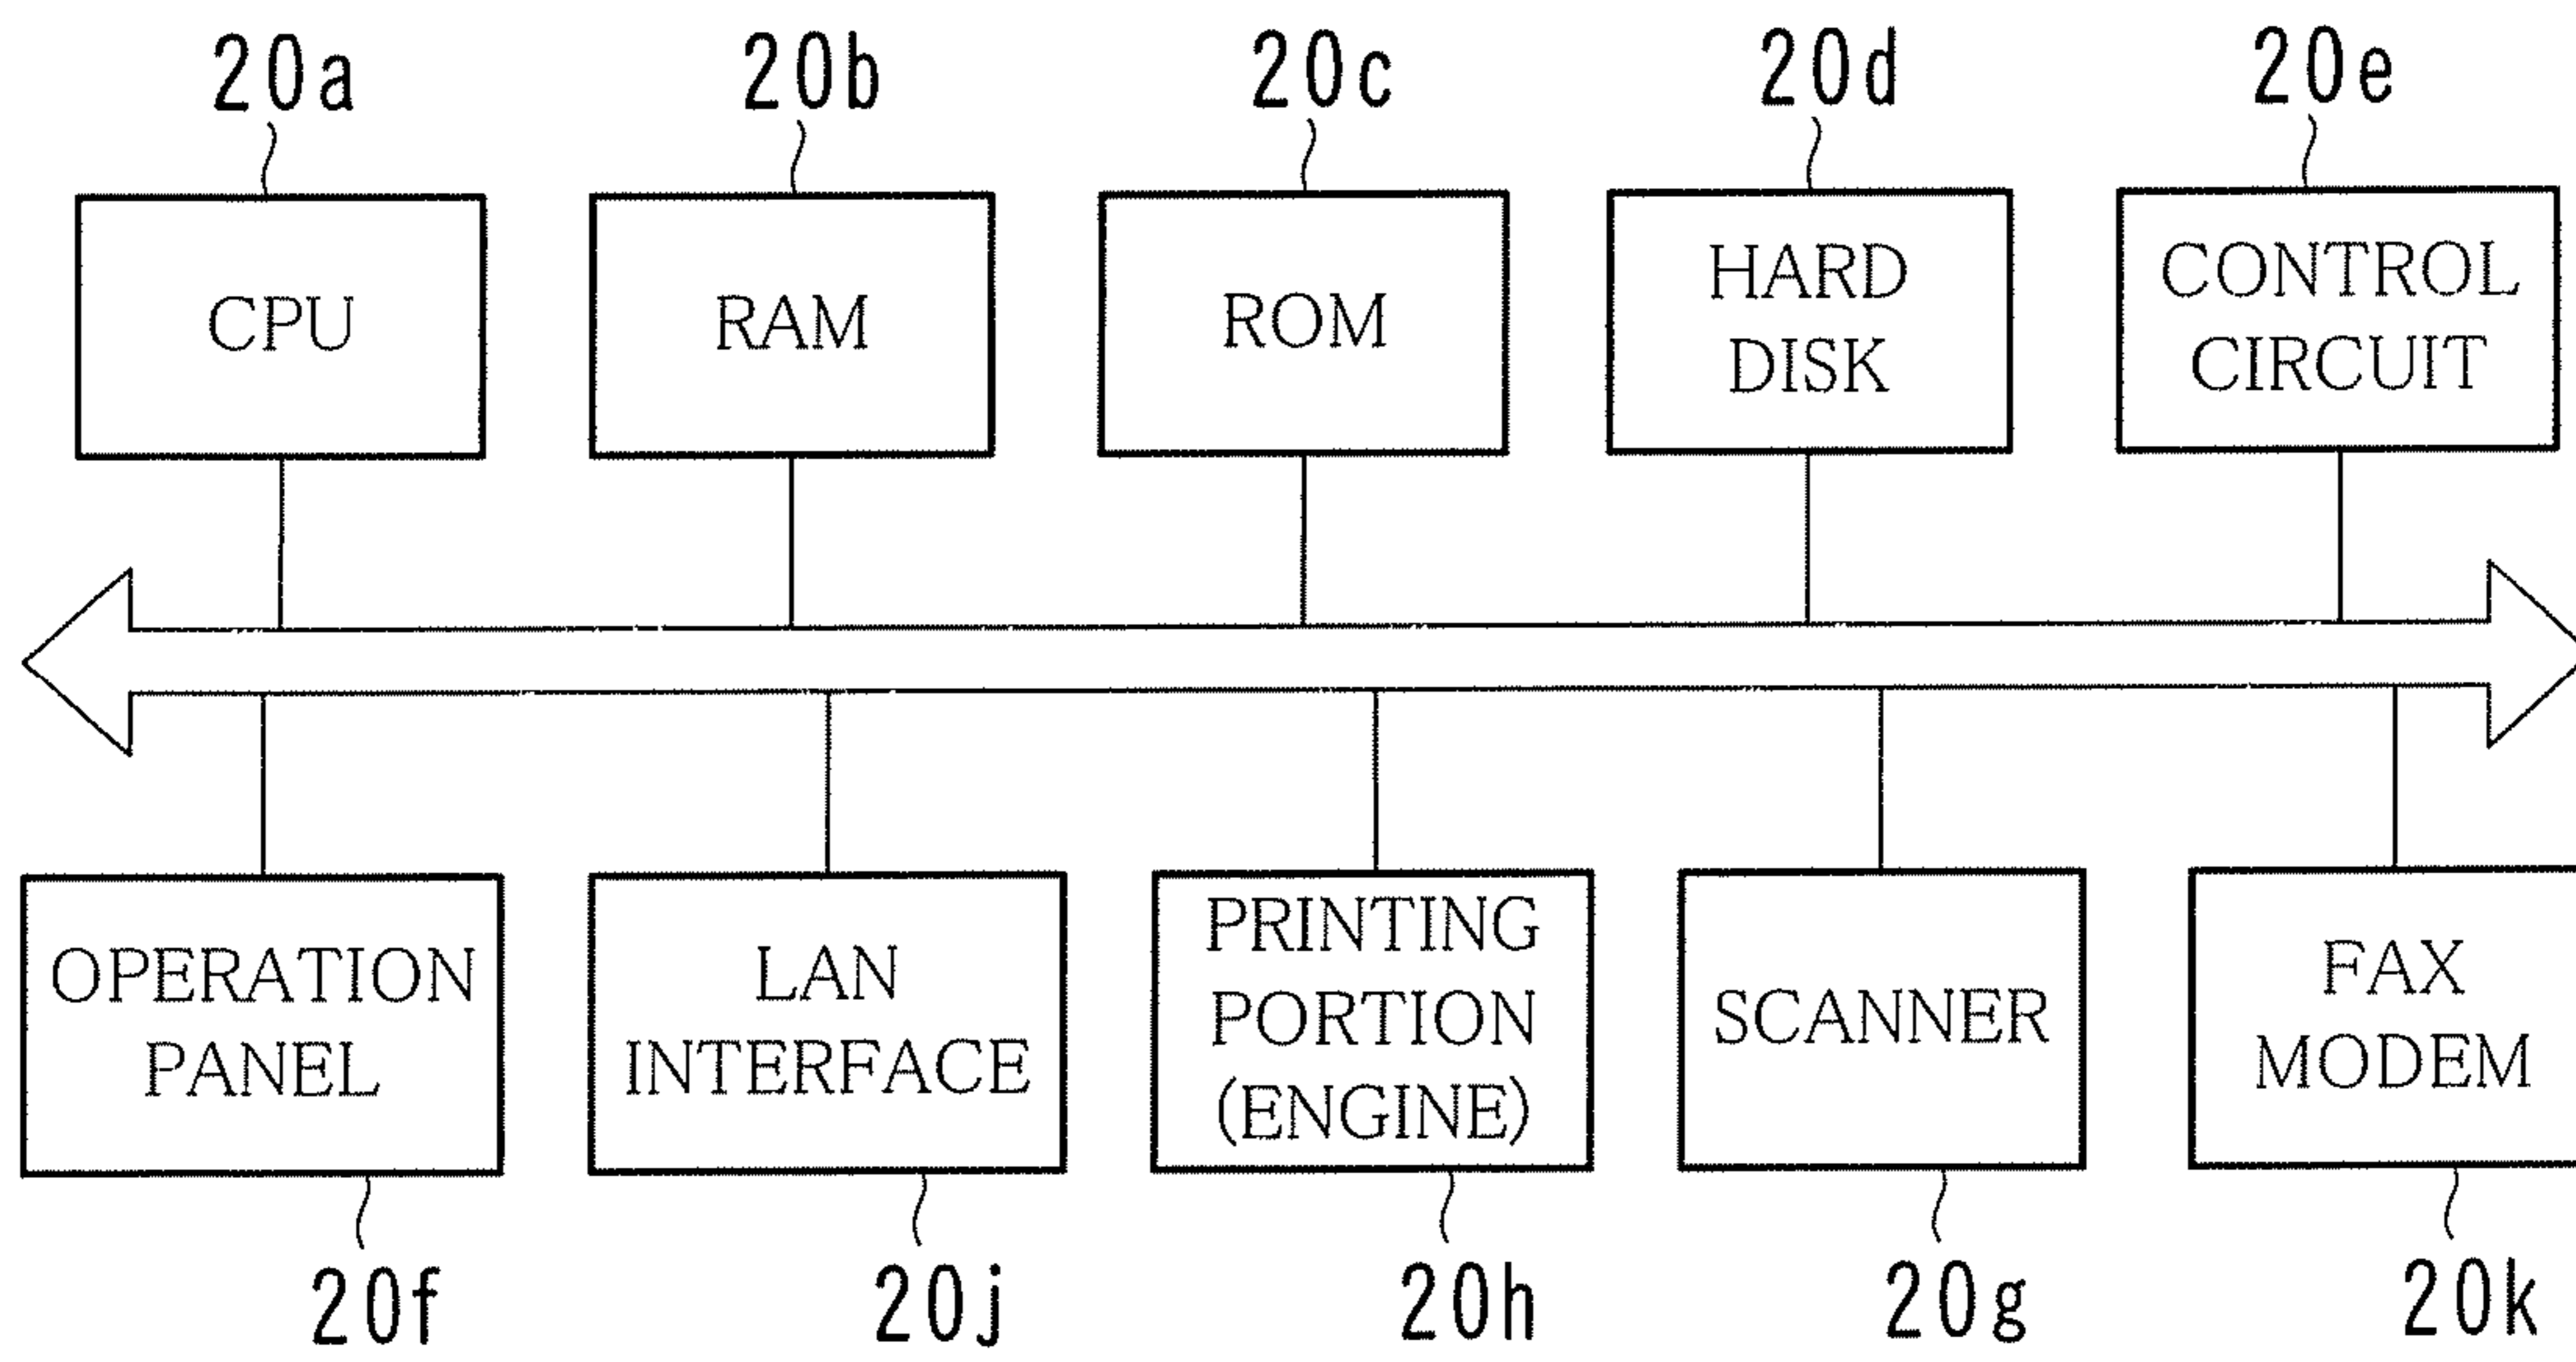 20a 20b 20c 20d 20e
CPU
RAM
ROM
HARD
DISK
CONTROL
CIRCUIT
OPERATION
PANEL
LAN
INTERFACE
PRINTING
PORTION
(ENGINE)
SCANNER
FAX
MODEM
20f 20j 20h 20g 20k